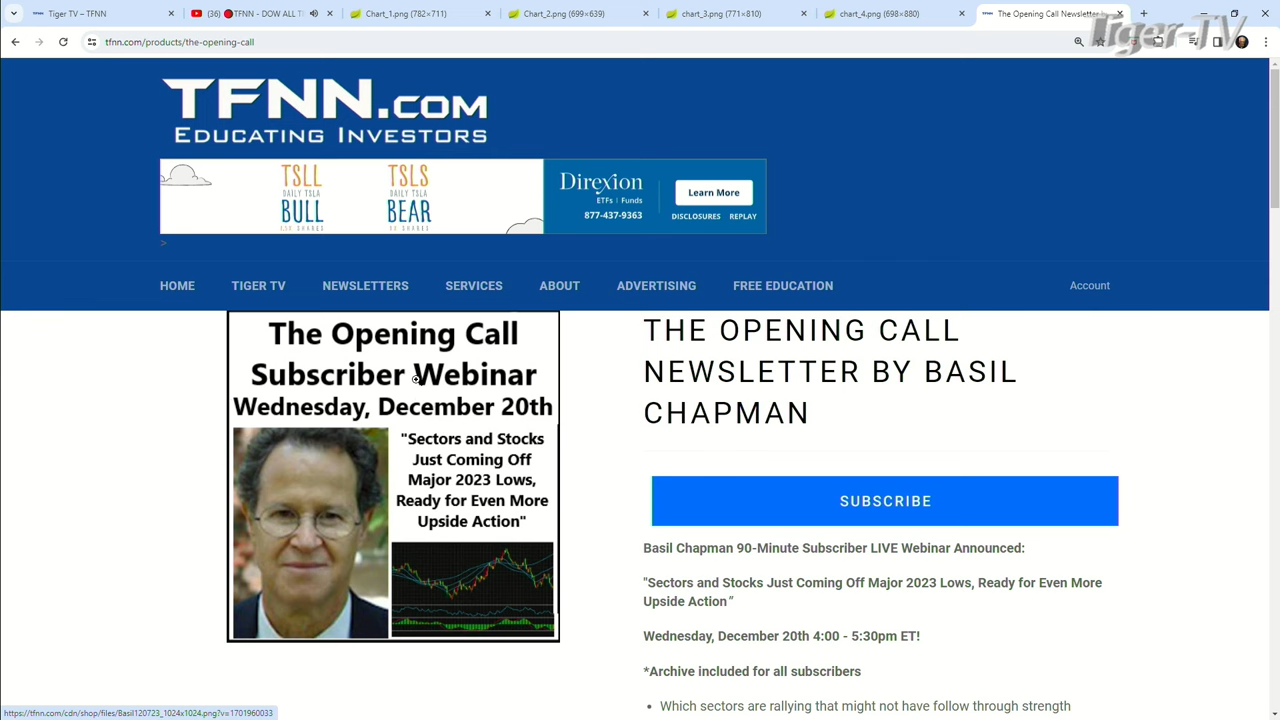 Tiger TV – TFNN
(36) 🔴TFNN - DOW ALL T
Chart_1.png (782×711)
Chart_2.png (699×639)
chart_3.png (771×810)
chart_4.png (698×880)
The Opening Call Newsletter b
Tiger-TV
tfnn.com/products/the-opening-call
TFNN.COM
EDUCATING INVESTORS
TSLL
DAILY TSLA
BULL
TSLS
DAILY TSLA
BEAR
Direxion
ETFs | Funds
877-437-9363
Learn More
DISCLOSURES REPLAY
>
HOME TIGER TV NEWSLETTERS SERVICES ABOUT ADVERTISING FREE EDUCATION Account
The Opening Call
Subscriber Webinar
Wednesday, December 20th
"Sectors and Stocks
Just Coming Off
Major 2023 Lows,
Ready for Even More
Upside Action"
THE OPENING CALL
NEWSLETTER BY BASIL
CHAPMAN
SUBSCRIBE
Basil Chapman 90-Minute Subscriber LIVE Webinar Announced:
"Sectors and Stocks Just Coming Off Major 2023 Lows, Ready for Even More
Upside Action”
Wednesday, December 20th 4:00 - 5:30pm ET!
*Archive included for all subscribers
• Which sectors are rallying that might not have follow through strength
https://tfnn.com/cdn/shop/files/Basil120723_1024x1024.png?v=1701960033